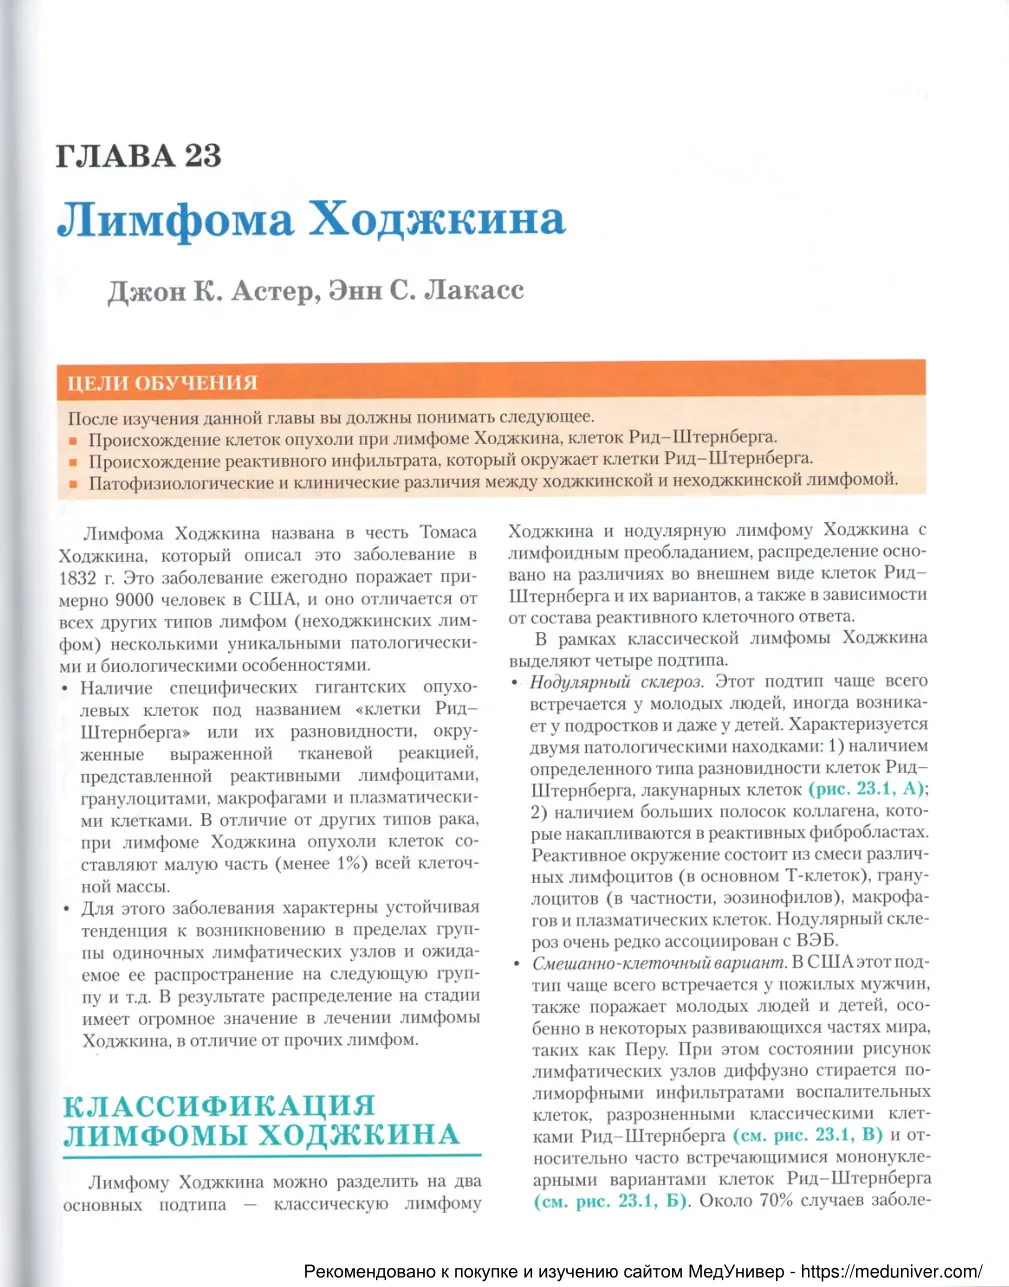 ГЛАВА 23
Лимфома Ходжкина
Джон К. Астер, Энн С. Лакасс
ЦЕЛИ ОБУЧЕНИЯ
После изучения данной главы вы должны понимать следующее.
▪ Происхождение клеток опухоли при лимфоме Ходжкина, клеток Рид–Штернберга.
▪ Происхождение реактивного инфильтрата, который окружает клетки Рид–Штернберга.
▪ Патофизиологические и клинические различия между ходжкинской и неходжкинской лимфомой.
Лимфома Ходжкина названа в честь Томаса
Ходжкина, который описал это заболевание в
1832 г. Это заболевание ежегодно поражает при-
мерно 9000 человек в США, и оно отличается от
всех других типов лимфом (неходжкинских лим-
фом) несколькими уникальными патологически-
ми и биологическими особенностями.
• Наличие специфических гигантских опухо-
левых клеток под названием «клетки Рид–
Штернберга» или их разновидности, окру-
женные выраженной тканевой реакцией,
представленной реактивными лимфоцитами,
гранулоцитами, макрофагами и плазматически-
ми клетками. В отличие от других типов рака,
при лимфоме Ходжкина опухоли клеток со-
ставляют малую часть (менее 1%) всей клеточ-
ной массы.
• Для этого заболевания характерны устойчивая
тенденция к возникновению в пределах груп-
пы одиночных лимфатических узлов и ожида-
емое ее распространение на следующую груп-
пу и т.д. В результате распределение на стадии
имеет огромное значение в лечении лимфомы
Ходжкина, в отличие от прочих лимфом.
КЛАССИФИКАЦИЯ
ЛИМФОМЫ ХОДЖКИНА
Лимфому Ходжкина можно разделить на два
основных подтипа — классическую лимфому
Ходжкина и нодулярную лимфому Ходжкина с
лимфоидным преобладанием, распределение осно-
вано на различиях во внешнем виде клеток Рид–
Штернберга и их вариантов, а также в зависимости
от состава реактивного клеточного ответа.
В рамках классической лимфомы Ходжкина
выделяют четыре подтипа.
• Нодулярный склероз. Этот подтип чаще всего
встречается у молодых людей, иногда возника-
ет у подростков и даже у детей. Характеризуется
двумя патологическими находками: 1) наличием
определенного типа разновидности клеток Рид–
Штернберга, лакунарных клеток (рис. 23.1, А);
2) наличием больших полосок коллагена, кото-
рые накапливаются в реактивных фибробластах.
Реактивное окружение состоит из смеси различ-
ных лимфоцитов (в основном Т-клеток), грану-
лоцитов (в частности, эозинофилов), макрофа-
гов и плазматических клеток. Нодулярный скле-
роз очень редко ассоциирован с ВЭБ.
• Смешанно-клеточный вариант. В США этот под-
тип чаще всего встречается у пожилых мужчин,
также поражает молодых людей и детей, осо-
бенно в некоторых развивающихся частях мира,
таких как Перу. При этом состоянии рисунок
лимфатических узлов диффузно стирается по-
лиморфными инфильтратами воспалительных
клеток, разрозненными классическими клет-
ками Рид–Штернберга (см. рис. 23.1, В) и от-
носительно часто встречающимися мононукле-
арными вариантами клеток Рид–Штернберга
(см. рис. 23.1, Б). Около 70% случаев заболе-
Рекомендовано к покупке и изучению сайтом МедУнивер - https://meduniver.com/